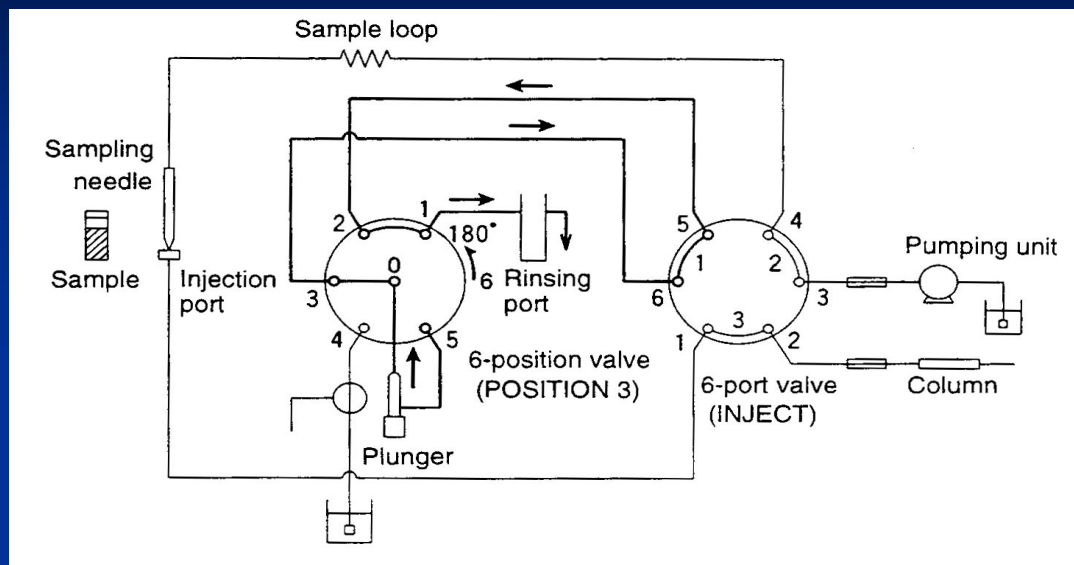 Sample loop
Sampling
needle
Sample
Injection
port
2
1
180°
0
6
3
4
5
Rinsing
port
6-position valve
(POSITION 3)
Plunger
5
4
1
2
6
3
3
1
2
6-port valve
(INJECT)
Pumping unit
Column